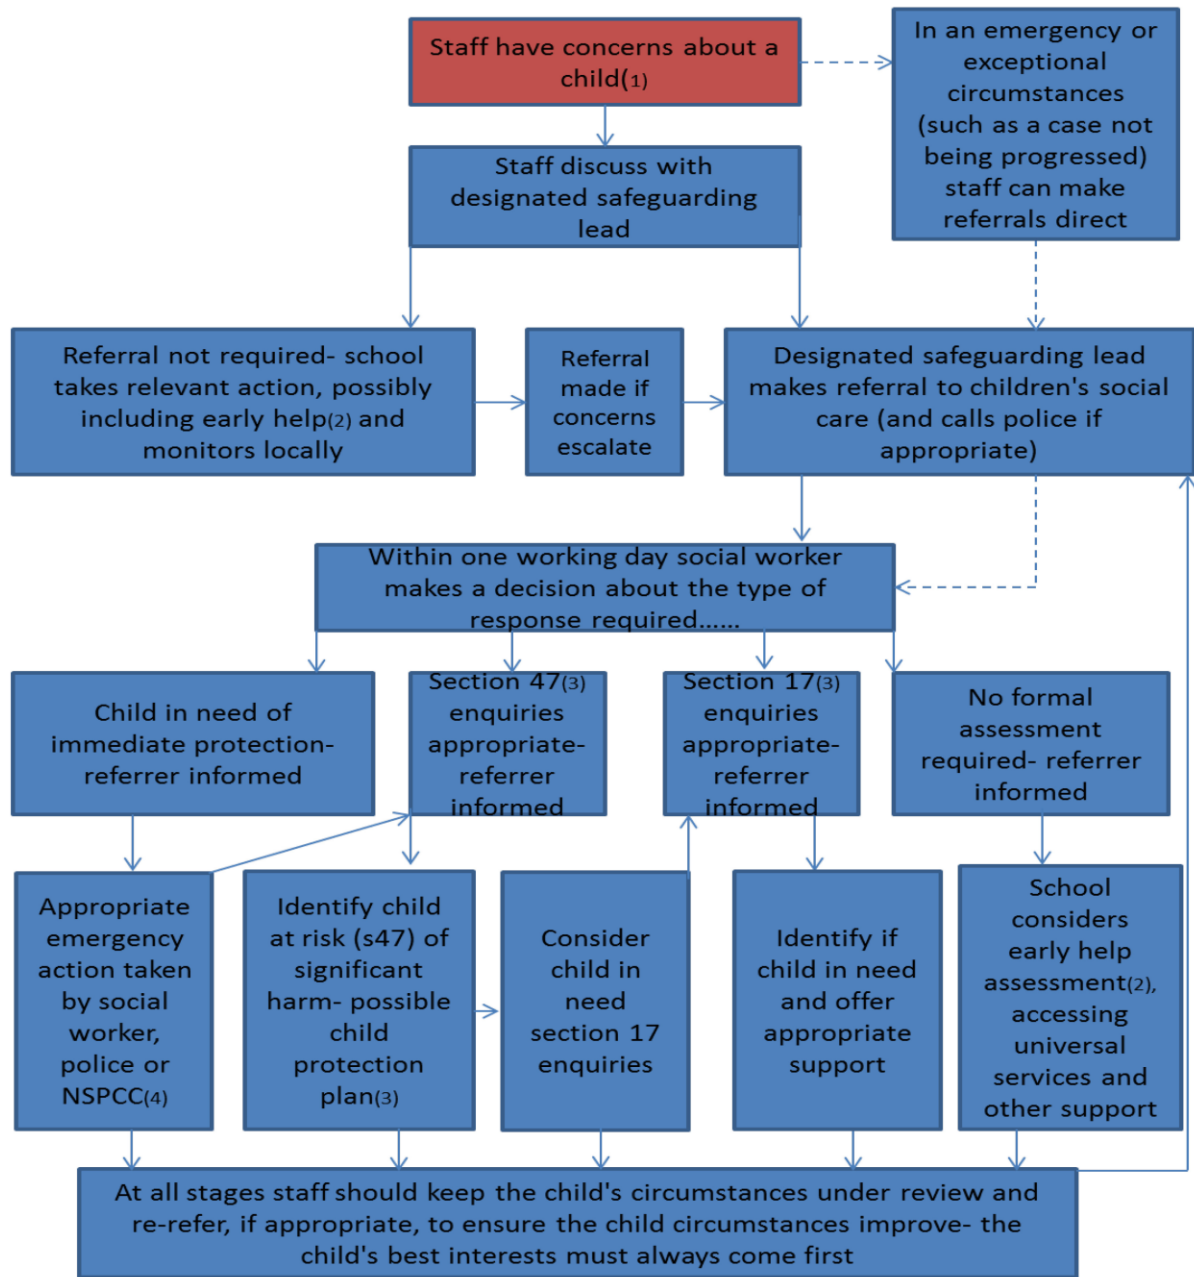 Staff have concerns about a
child(1)
In an emergency or
exceptional
circumstances
(such as a case not
being progressed)
staff can make
referrals direct
Staff discuss with
designated safeguarding
lead
Referral not required- school
takes relevant action, possibly
including early help(2) and
monitors locally
Referral
made if
concerns
escalate
Designated safeguarding lead
makes referral to children's social
care (and calls police if
appropriate)
Within one working day social worker
makes a decision about the type of
response required......
Child in need of
immediate protection-
referrer informed
Section 47(3)
enquiries
appropriate-
referrer
informed
Section 17(3)
enquiries
appropriate-
referrer
informed
No formal
assessment
required- referrer
informed
Appropriate
emergency
action taken
by social
worker,
police or
NSPCC(4)
Identify child
at risk (s47) of
significant
harm- possible
child
protection
plan(3)
Consider
child in
need
section 17
enquiries
Identify if
child in need
and offer
appropriate
support
School
considers
early help
assessment(2),
accessing
universal
services and
other support
At all stages staff should keep the child's circumstances under review and
re-refer, if appropriate, to ensure the child circumstances improve- the
child's best interests must always come first